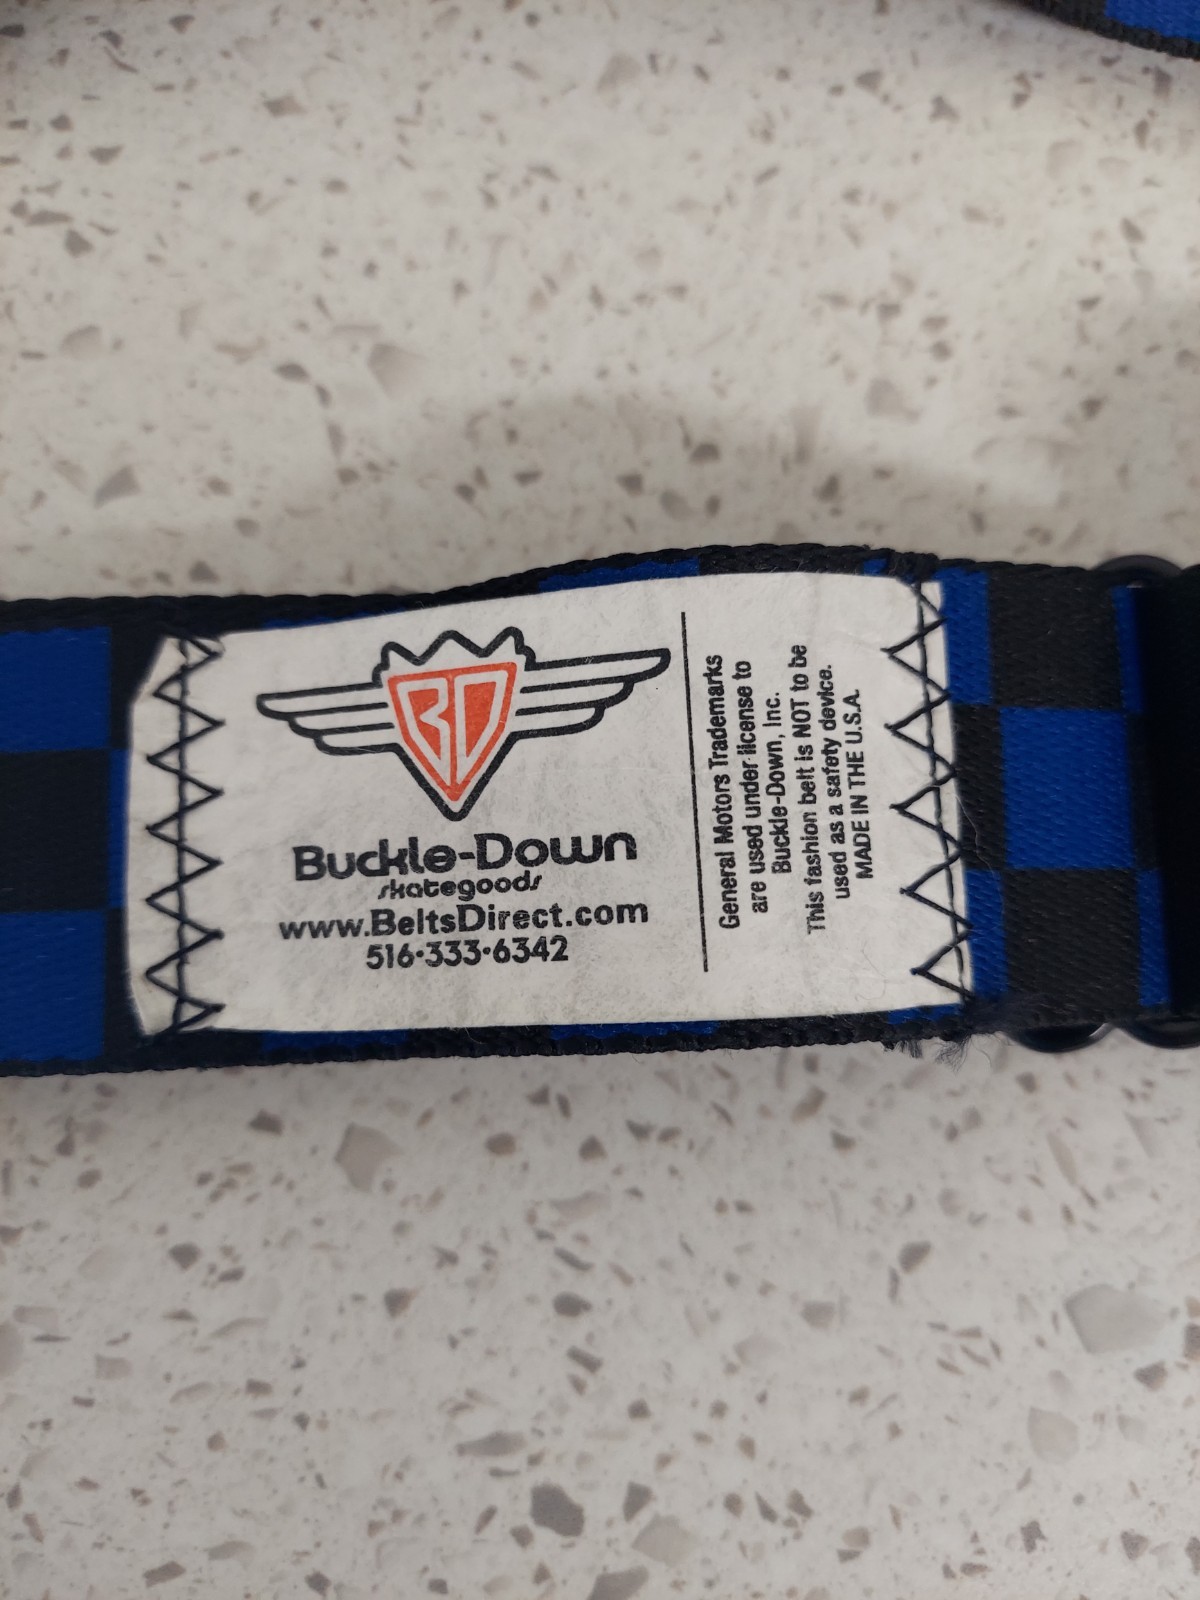 BD
Buckle-Down
skategoods
www.BeltsDirect.com
516·333·6342
General Motors Trademarks
are used under license to
Buckle-Down, Inc.
This fashion belt is NOT to be
used as a safety device.
MADE IN THE U.S.A.